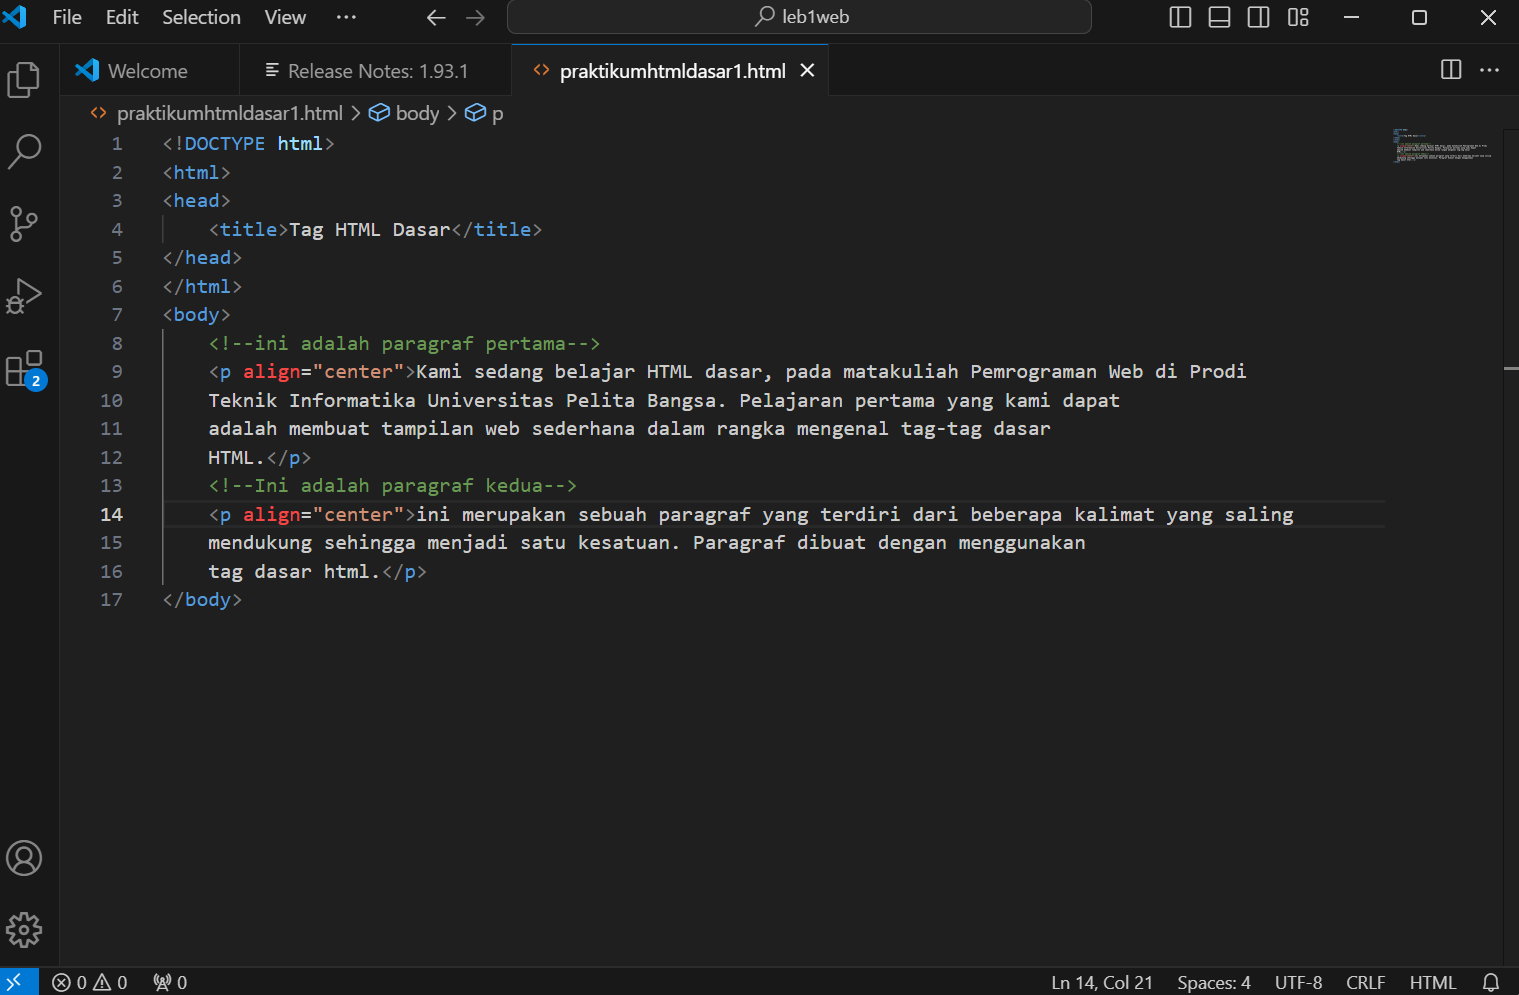 File Edit Selection View ··· leb1web
Welcome Release Notes: 1.93.1 praktikumhtmldasar1.html
praktikumhtmldasar1.html > body > p
1 <!DOCTYPE html>
2 <html>
3 <head>
4 <title>Tag HTML Dasar</title>
5 </head>
6 </html>
7 <body>
8 <!--ini adalah paragraf pertama-->
9 <p align="center">Kami sedang belajar HTML dasar, pada matakuliah Pemrograman Web di Prodi
10 Teknik Informatika Universitas Pelita Bangsa. Pelajaran pertama yang kami dapat
11 adalah membuat tampilan web sederhana dalam rangka mengenal tag-tag dasar
12 HTML.</p>
13 <!--Ini adalah paragraf kedua-->
14 <p align="center">ini merupakan sebuah paragraf yang terdiri dari beberapa kalimat yang saling
15 mendukung sehingga menjadi satu kesatuan. Paragraf dibuat dengan menggunakan
16 tag dasar html.</p>
17 </body>
2
0 0 0 Ln 14, Col 21 Spaces: 4 UTF-8 CRLF HTML